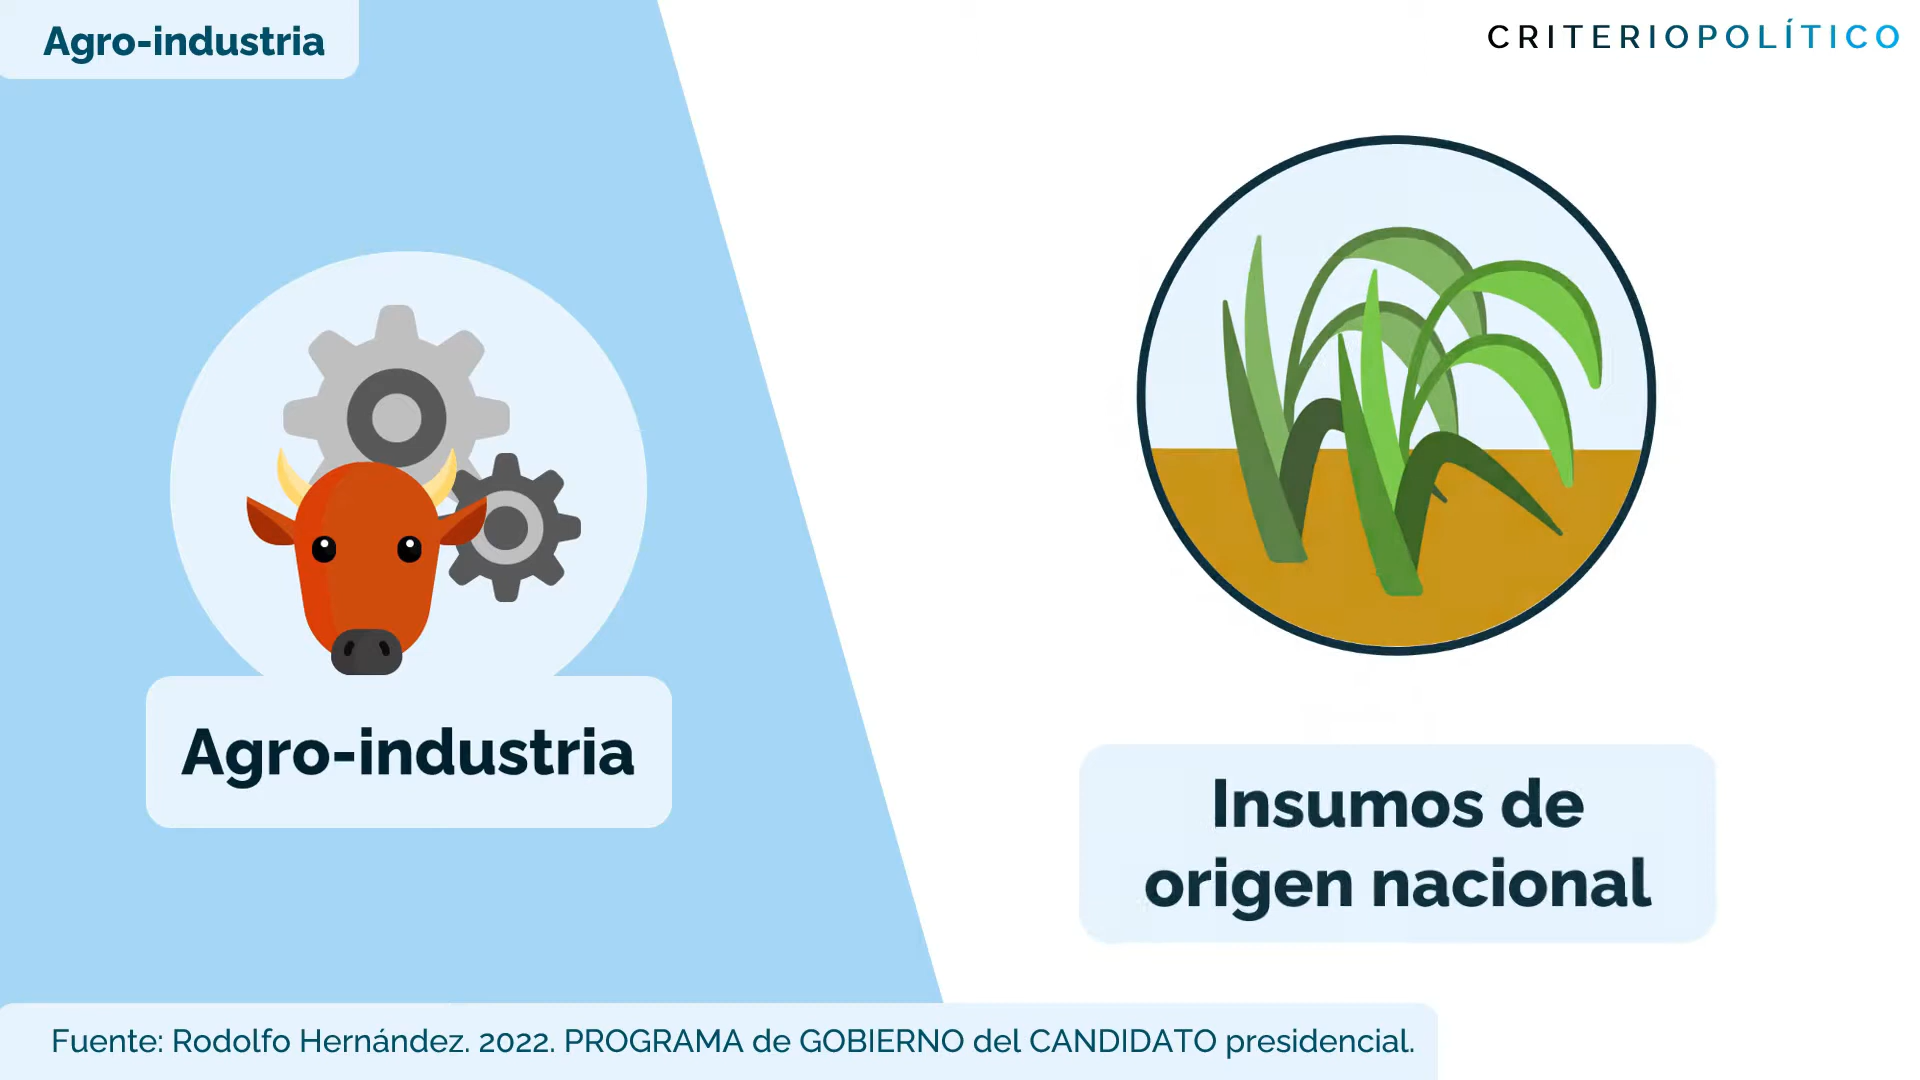 Agro-industria
CRITERIOPOLÍTICO
Agro-industria
Insumos de
origen nacional
Fuente: Rodolfo Hernández. 2022. PROGRAMA de GOBIERNO del CANDIDATO presidencial.